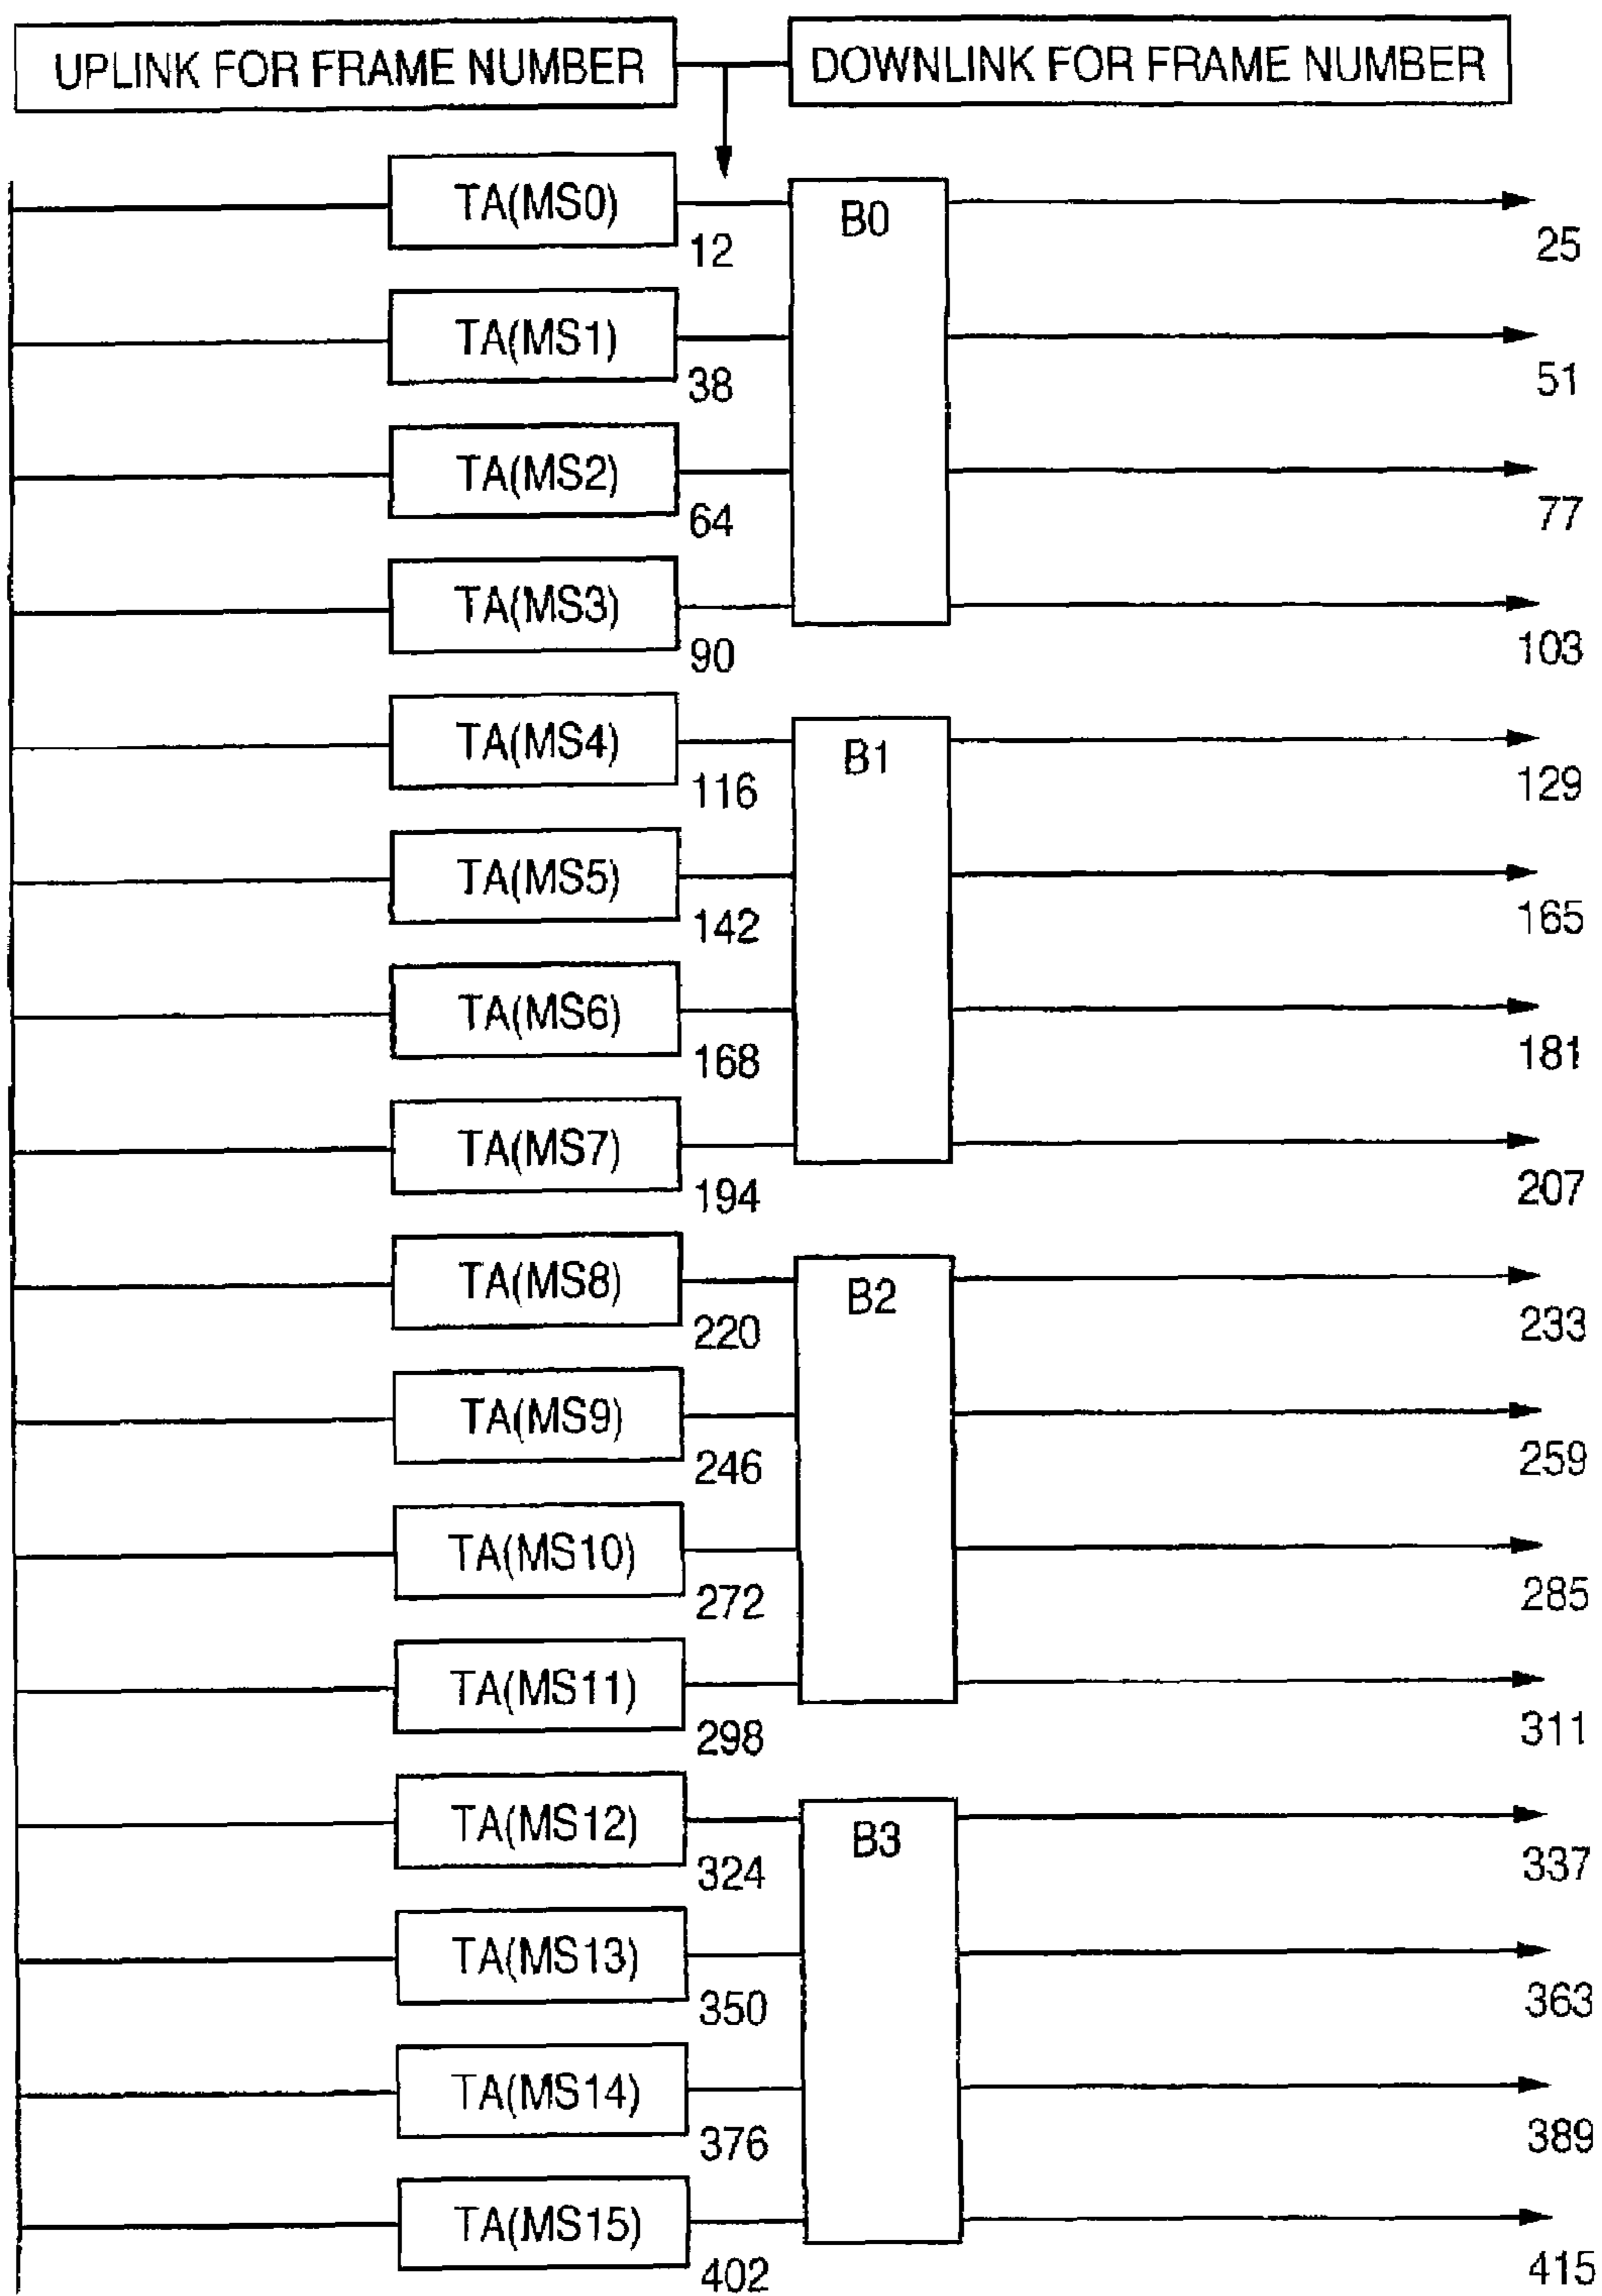 UPLINK FOR FRAME NUMBER
DOWNLINK FOR FRAME NUMBER
TA(MS0)
12
B0
25
TA(MS1)
38
51
TA(MS2)
64
77
TA(MS3)
90
103
TA(MS4)
116
B1
129
TA(MS5)
142
165
TA(MS6)
168
181
TA(MS7)
194
207
TA(MS8)
220
B2
233
TA(MS9)
246
259
TA(MS10)
272
285
TA(MS11)
298
311
TA(MS12)
324
B3
337
TA(MS13)
350
363
TA(MS14)
376
389
TA(MS15)
402
415